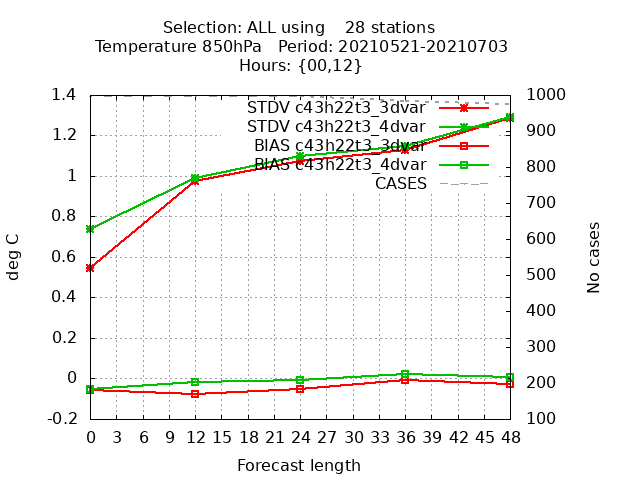 Selection: ALL using    28 stations
Temperature 850hPa   Period: 20210521-20210703
Hours: {00,12}
1.4
1.2
1
0.8
0.6
0.4
0.2
0
-0.2
deg C
STDV c43h22t3_3dvar
STDV c43h22t3_4dvar
BIAS c43h22t3_3dvar
BIAS c43h22t3_4dvar
CASES
1000
900
800
700
600
500
400
300
200
100
No cases
0 3 6 9 12 15 18 21 24 27 30 33 36 39 42 45 48
Forecast length